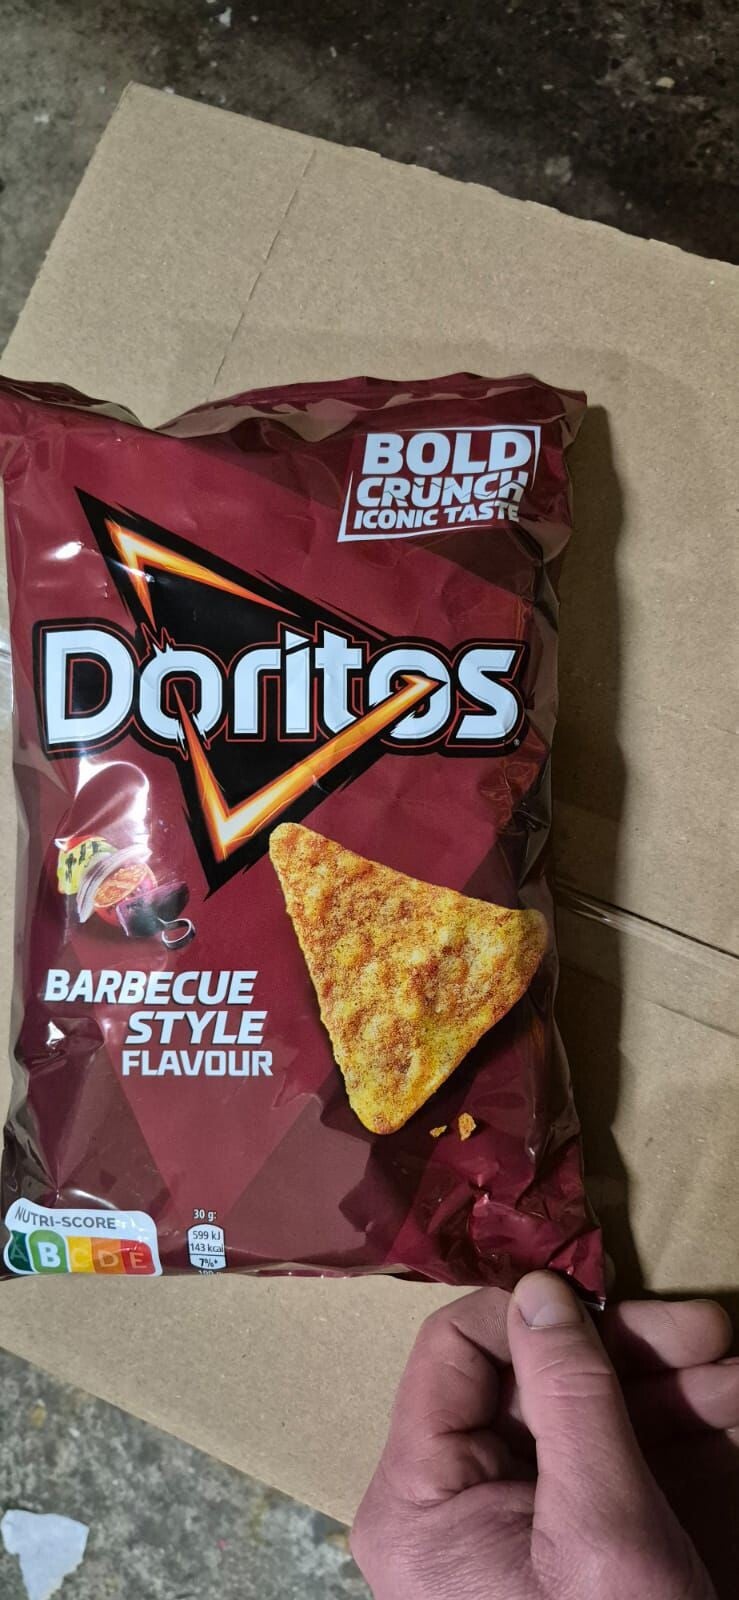 BOLD
CRUNCH
ICONIC TASTE
Doritos
BARBECUE
STYLE
FLAVOUR
NUTRI-SCORE
A B C D E
30 g:
599 kJ
143 kcal
7%*